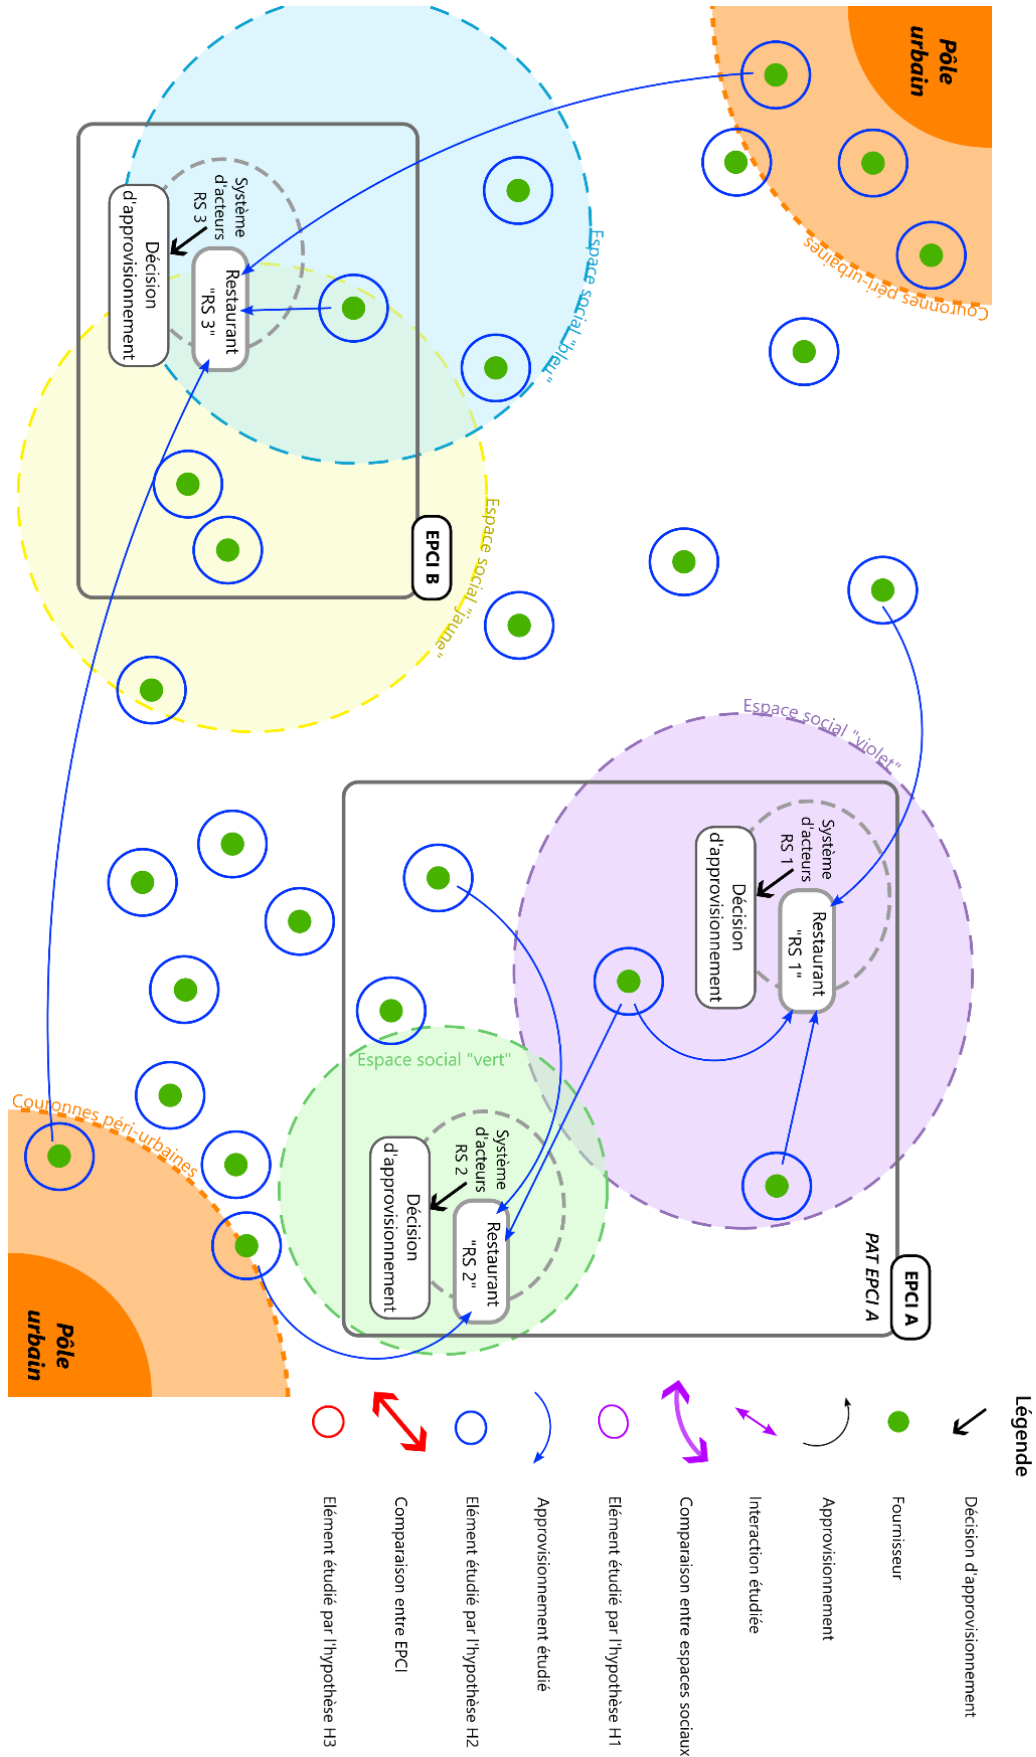 Pôle
urbain
Couronnes péri-urbaines
Espace social "bleu"
Système
d'acteurs
RS 3
Restaurant
"RS 3"
Décision
d'approvisionnement
EPCI B
Espace social "jaune"
Espace social "violet"
Système
d'acteurs
RS 1
Restaurant
"RS 1"
Décision
d'approvisionnement
EPCI A
PAT EPCI A
Espace social "vert"
Système
d'acteurs
RS 2
Restaurant
"RS 2"
Décision
d'approvisionnement
Couronnes péri-urbaines
Pôle
urbain
Légende
Décision d'approvisionnement
Fournisseur
Approvisionnement
Interaction étudiée
Comparaison entre espaces sociaux
Elément étudié par l'hypothèse H1
Approvisionnement étudié
Elément étudié par l'hypothèse H2
Comparaison entre EPCI
Elément étudié par l'hypothèse H3